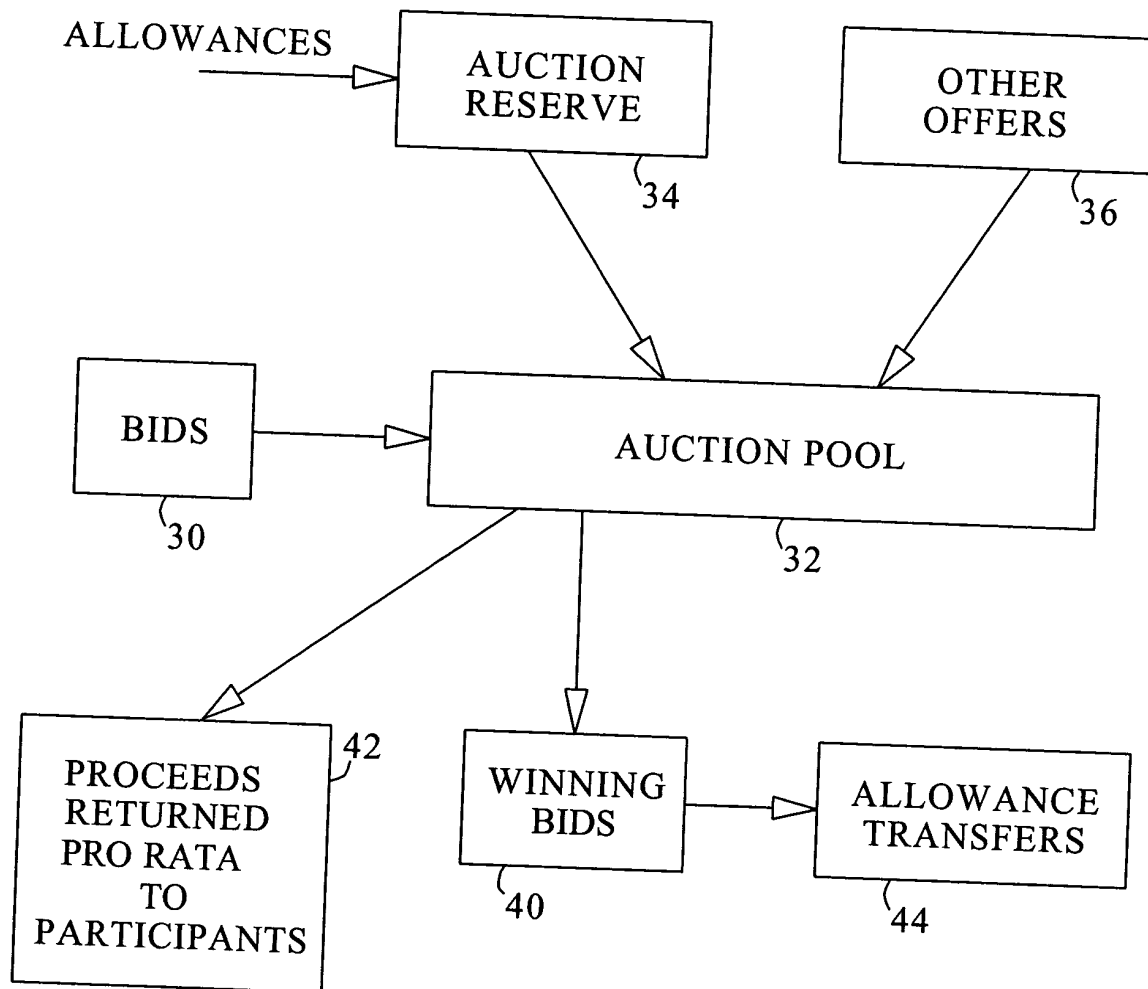 ALLOWANCES
AUCTION
RESERVE
34
OTHER
OFFERS
36
BIDS
30
AUCTION POOL
32
PROCEEDS
RETURNED
PRO RATA
TO
PARTICIPANTS
42
WINNING
BIDS
40
ALLOWANCE
TRANSFERS
44